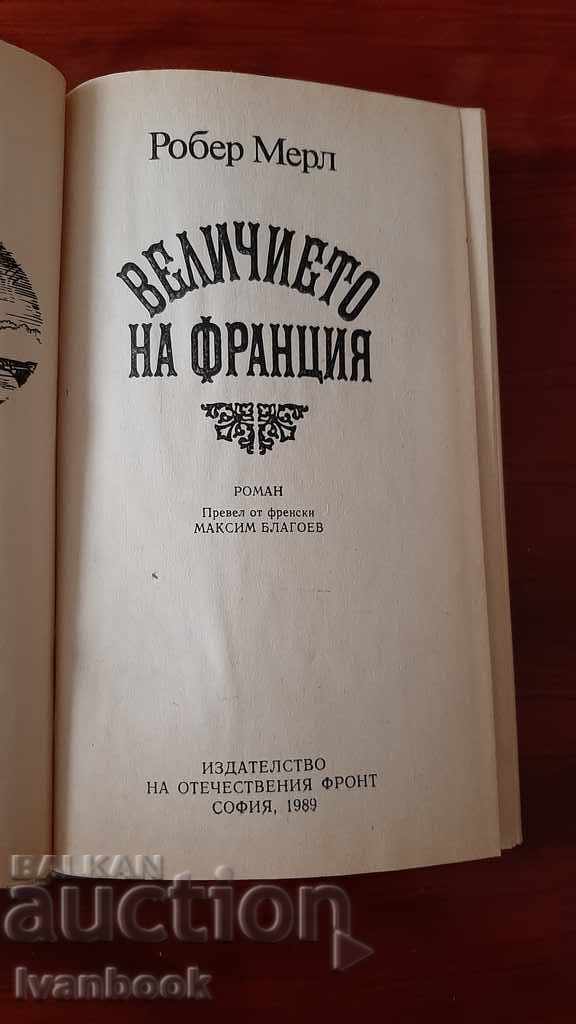 Робер Мерл
ВЕЛИЧИЕТО
НА ФРАНЦИЯ
РОМАН
Превел от френски
МАКСИМ БЛАГОЕВ
ИЗДАТЕЛСТВО
НА ОТЕЧЕСТВЕНИЯ ФРОНТ
СОФИЯ, 1989
BALKAN
auction
Ivanbook